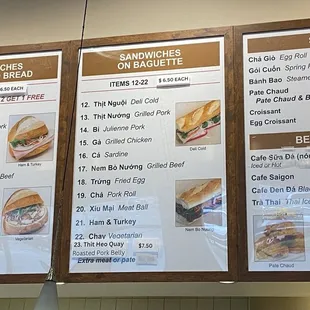 CHES
D BREAD
6.50 EACH
2 GET 1 FREE
Ham & Turkey
Beef
Vegetarian
SANDWICHES
ON BAGUETTE
ITEMS 12-22 $6.50 EACH
12. Thịt Nguội Deli Cold
13. Thịt Nướng Grilled Pork
14. Bì Julienne Pork
15. Gà Grilled Chicken
16. Cá Sardine
17. Nem Bò Nướng Grilled Beef
18. Trứng Fried Egg
19. Chả Pork Roll
20. Xíu Mại Meat Ball
21. Ham & Turkey
22. Chay Vegetarian
23. Thit Heo Quay $7.50
Roasted Pork Belly
Extra meat or pate
Deli Cold
Nem Bò Nướng
Chả Giò Egg Roll
Gỏi Cuốn Spring
Bánh Bao Steame
Pate Chaud
Pate Chaud & B
Croissant
Egg Croissant
BE
Cafe Sữa Đá
Iced or Hot
Cafe Saigon
Cafe Đen Đá Bla
Trà Thái Iced
Pate Chaud